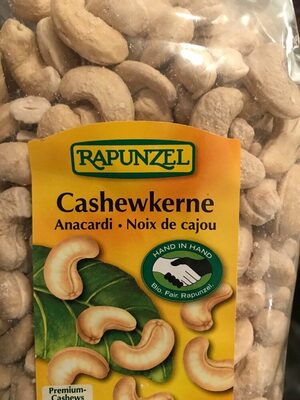 RAPUNZEL
Cashewkerne
Anacardi • Noix de cajou
HAND IN HAND
Bio. Fair. Rapunzel.
Premium-
Cashews